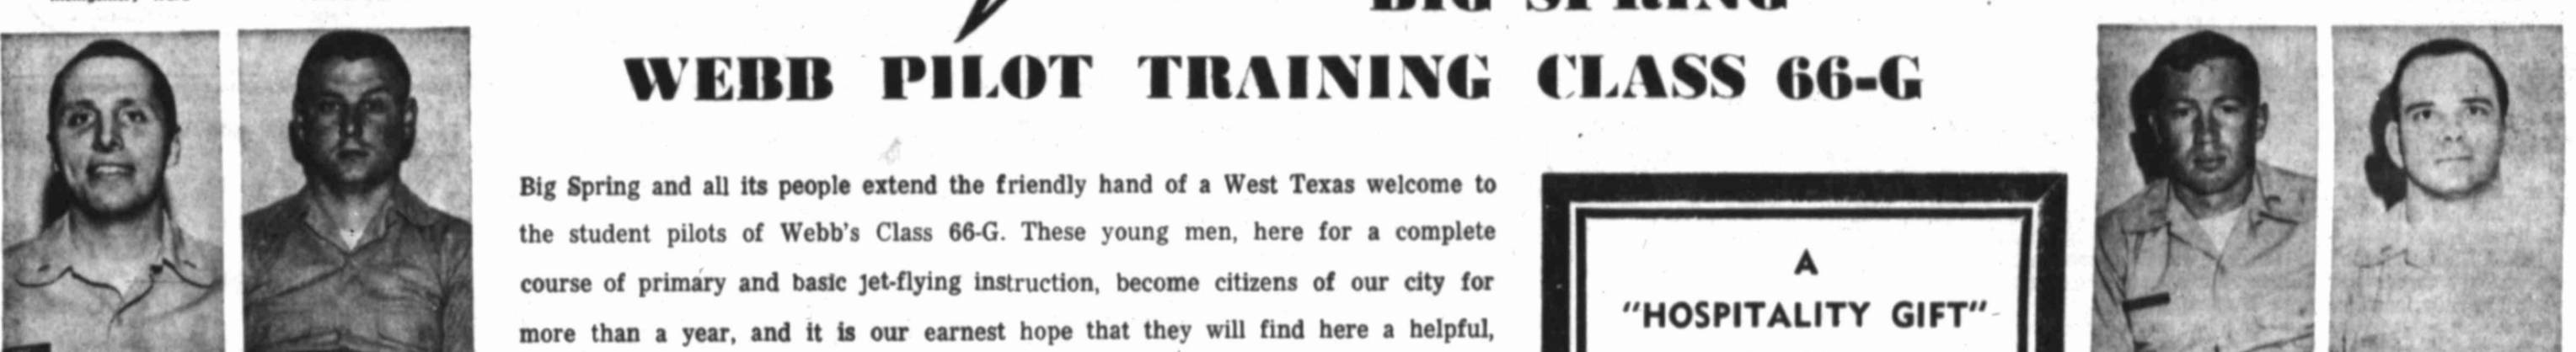 BIG SPRING
WEBB PILOT TRAINING CLASS 66-G
Big Spring and all its people extend the friendly hand of a West Texas welcome to
the student pilots of Webb's Class 66-G. These young men, here for a complete
course of primary and basic jet-flying instruction, become citizens of our city for
more than a year, and it is our earnest hope that they will find here a helpful,
A
"HOSPITALITY GIFT"